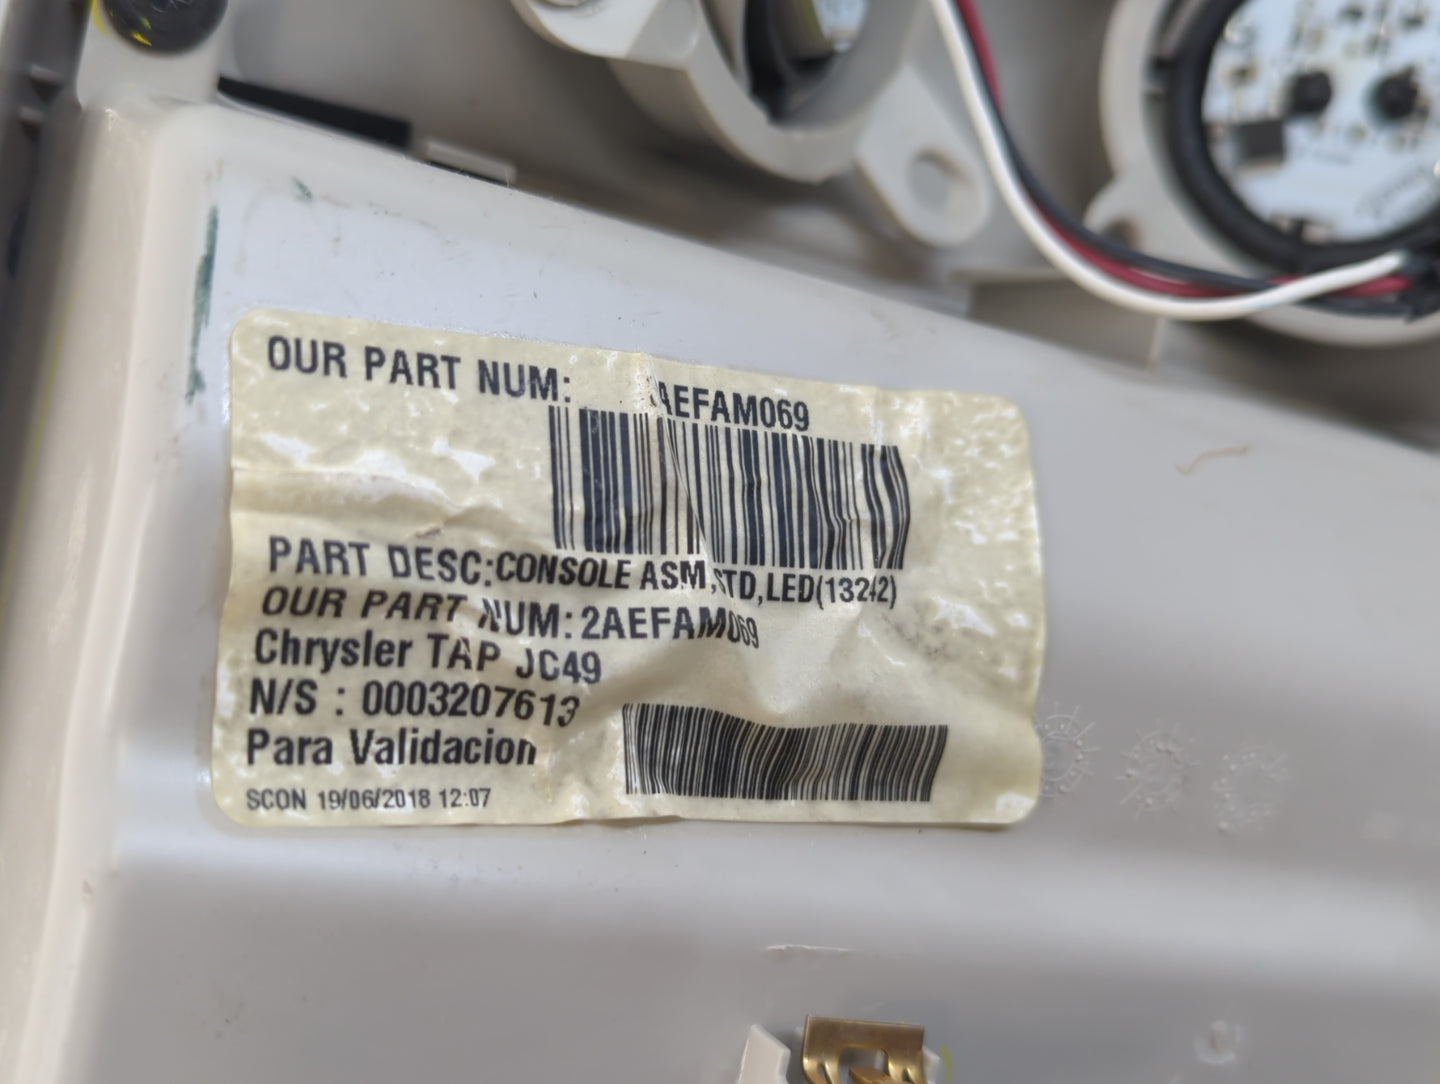 OUR PART NUM: AEFAM069
PART DESC:CONSOLE ASM,STD,LED(13242)
OUR PART NUM:2AEFAM069
Chrysler TAP JC49
N/S : 0003207613
Para Validacion
SCON 19/06/2018 12:07